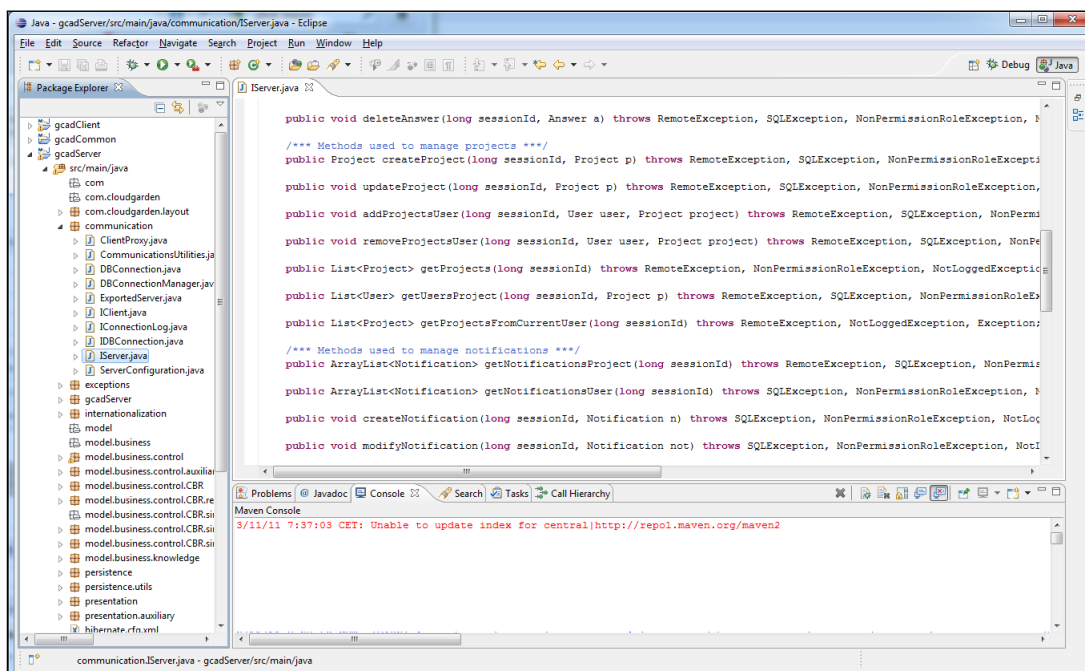 Java - gcadServer/src/main/java/communication/IServer.java - Eclipse
File Edit Source Refactor Navigate Search Project Run Window Help
Debug Java
Package Explorer
gcadClient
gcadCommon
gcadServer
src/main/java
com
com.cloudgarden
com.cloudgarden.layout
communication
ClientProxy.java
CommunicationsUtilities.ja
DBConnection.java
DBConnectionManager.jav
ExportedServer.java
IClient.java
IConnectionLog.java
IDBConnection.java
IServer.java
ServerConfiguration.java
exceptions
gcadServer
internationalization
model
model.business
model.business.control
model.business.control.auxiliar
model.business.control.CBR
model.business.control.CBR.re
model.business.control.CBR.si
model.business.control.CBR.si
model.business.control.CBR.si
model.business.knowledge
persistence
persistence.utils
presentation
presentation.auxiliary
hibernate.cfg.xml
IServer.java
public void deleteAnswer(long sessionId, Answer a) throws RemoteException, SQLException, NonPermissionRoleException, N
/*** Methods used to manage projects ***/
public Project createProject(long sessionId, Project p) throws RemoteException, SQLException, NonPermissionRoleExcepti
public void updateProject(long sessionId, Project p) throws RemoteException, SQLException, NonPermissionRoleException,
public void addProjectsUser(long sessionId, User user, Project project) throws RemoteException, SQLException, NonPermi
public void removeProjectsUser(long sessionId, User user, Project project) throws RemoteException, SQLException, NonPe
public List<Project> getProjects(long sessionId) throws RemoteException, NonPermissionRoleException, NotLoggedExceptic
public List<User> getUsersProject(long sessionId, Project p) throws RemoteException, SQLException, NonPermissionRoleEx
public List<Project> getProjectsFromCurrentUser(long sessionId) throws RemoteException, NotLoggedException, Exception;
/*** Methods used to manage notifications ***/
public ArrayList<Notification> getNotificationsProject(long sessionId) throws RemoteException, SQLException, NonPermis
public ArrayList<Notification> getNotificationsUser(long sessionId) throws RemoteException, SQLException, NonPermissionRoleException, N
public void createNotification(long sessionId, Notification n) throws SQLException, NonPermissionRoleException, NotLog
public void modifyNotification(long sessionId, Notification not) throws SQLException, NonPermissionRoleException, NotI
Problems Javadoc Console Search Tasks Call Hierarchy
Maven Console
3/11/11 7:37:03 CET: Unable to update index for central|http://repo1.maven.org/maven2
communication.IServer.java - gcadServer/src/main/java